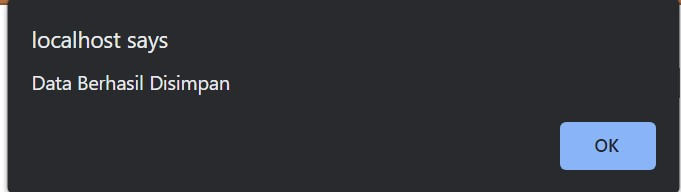 localhost says
Data Berhasil Disimpan
OK